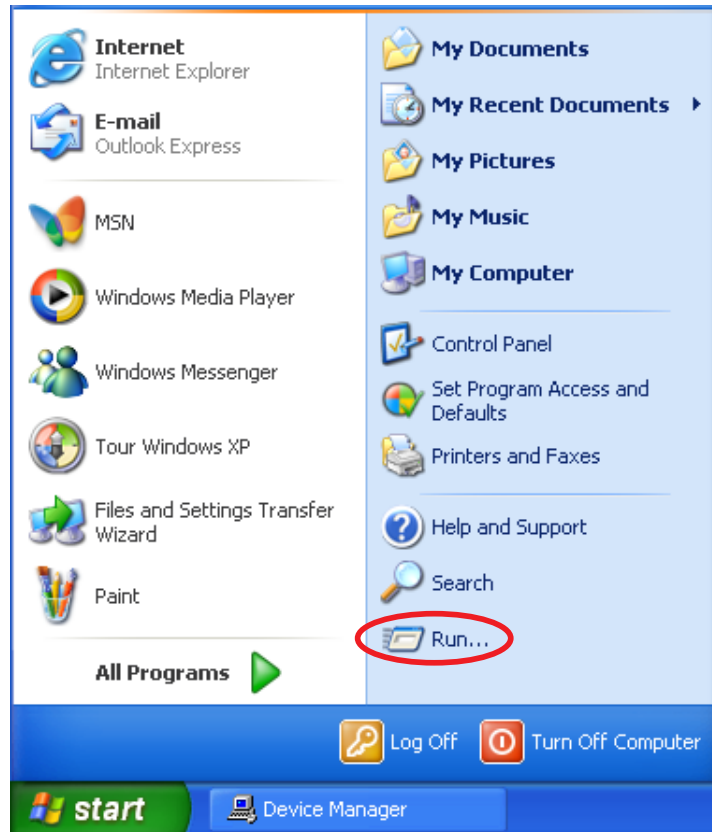 Internet
Internet Explorer
E-mail
Outlook Express
MSN
Windows Media Player
Windows Messenger
Tour Windows XP
Files and Settings Transfer
Wizard
Paint
All Programs
My Documents
My Recent Documents
My Pictures
My Music
My Computer
Control Panel
Set Program Access and
Defaults
Printers and Faxes
Help and Support
Search
Run...
Log Off
Turn Off Computer
start
Device Manager